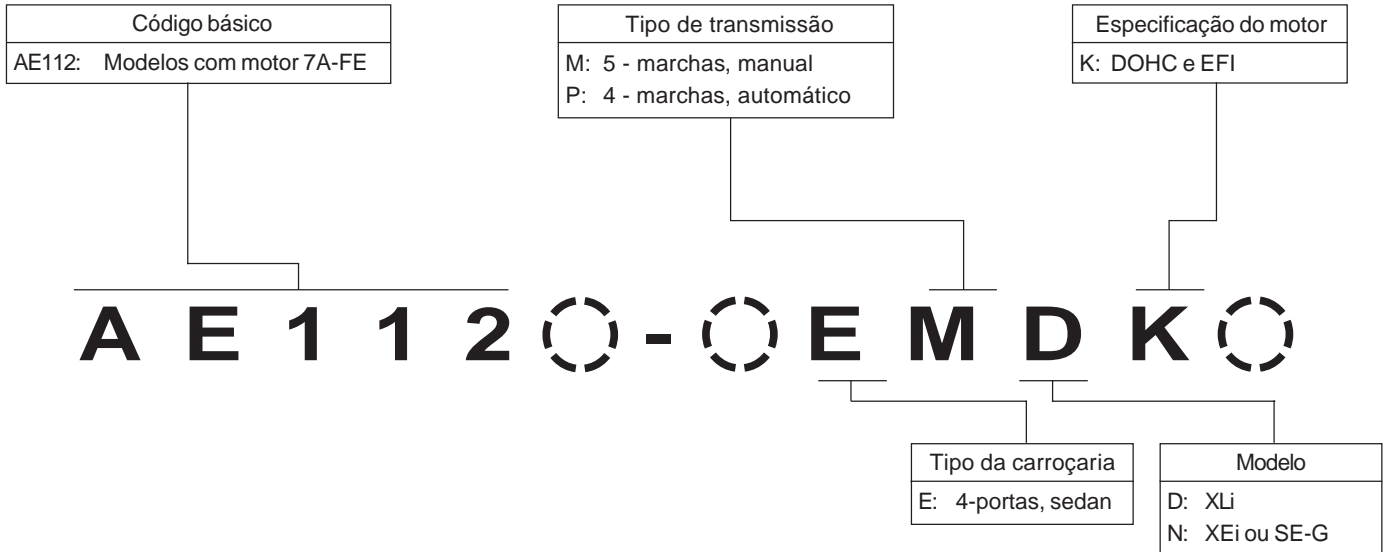 Código básico
AE112: Modelos com motor 7A-FE
Tipo de transmissão
M: 5 - marchas, manual
P: 4 - marchas, automático
Especificação do motor
K: DOHC e EFI
A E 1 1 2 - E M D K
Tipo da carroçaria
E: 4-portas, sedan
Modelo
D: XLi
N: XEi ou SE-G